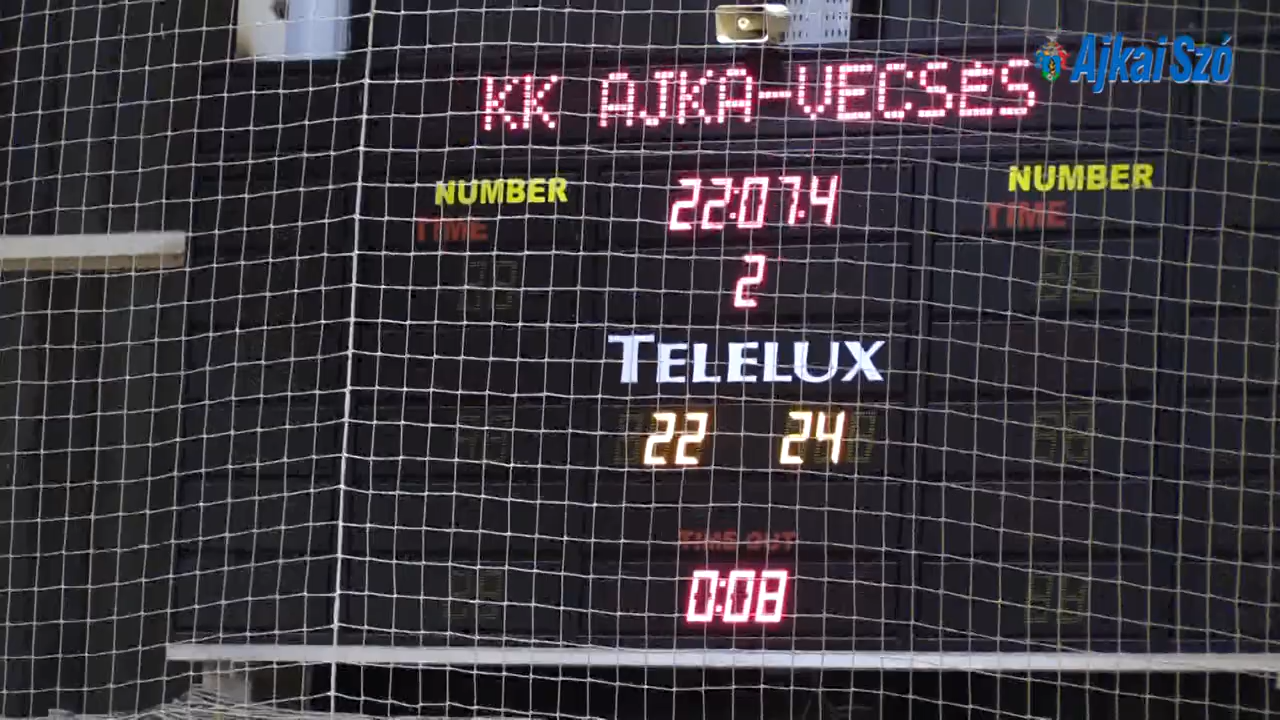 Ajkai Szó
KK AJKA-VECSÉS
NUMBER 22:07.4 NUMBER
TIME TIME
2
TELELUX
22 24
TIME OUT
0:08